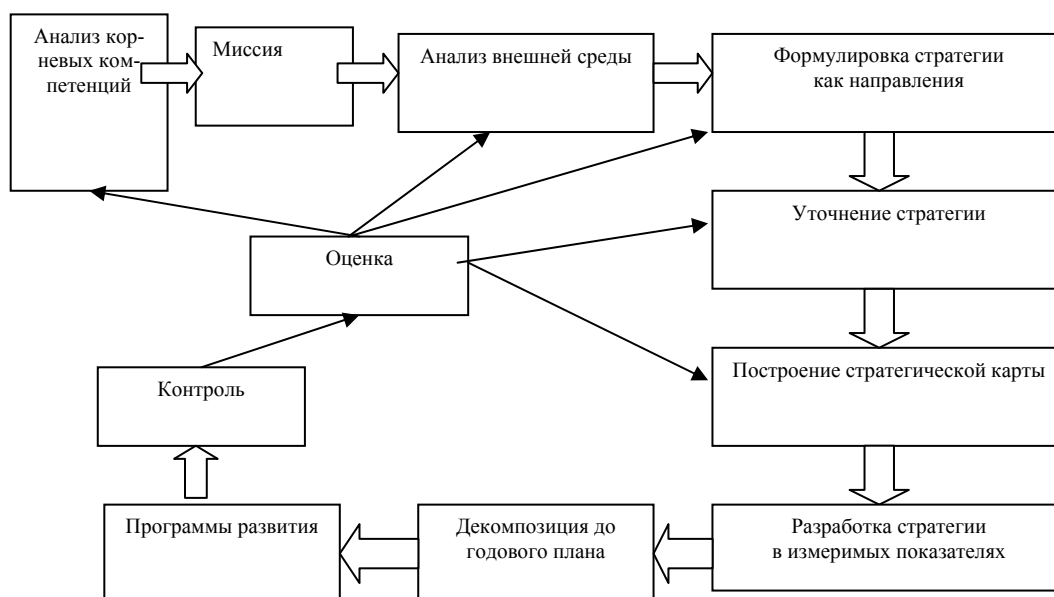 Анализ кор-
невых ком-
петенций
Миссия
Анализ внешней среды
Формулировка стратегии
как направления
Уточнение стратегии
Оценка
Построение стратегической карты
Контроль
Программы развития
Декомпозиция до
годового плана
Разработка стратегии
в измеримых показателях